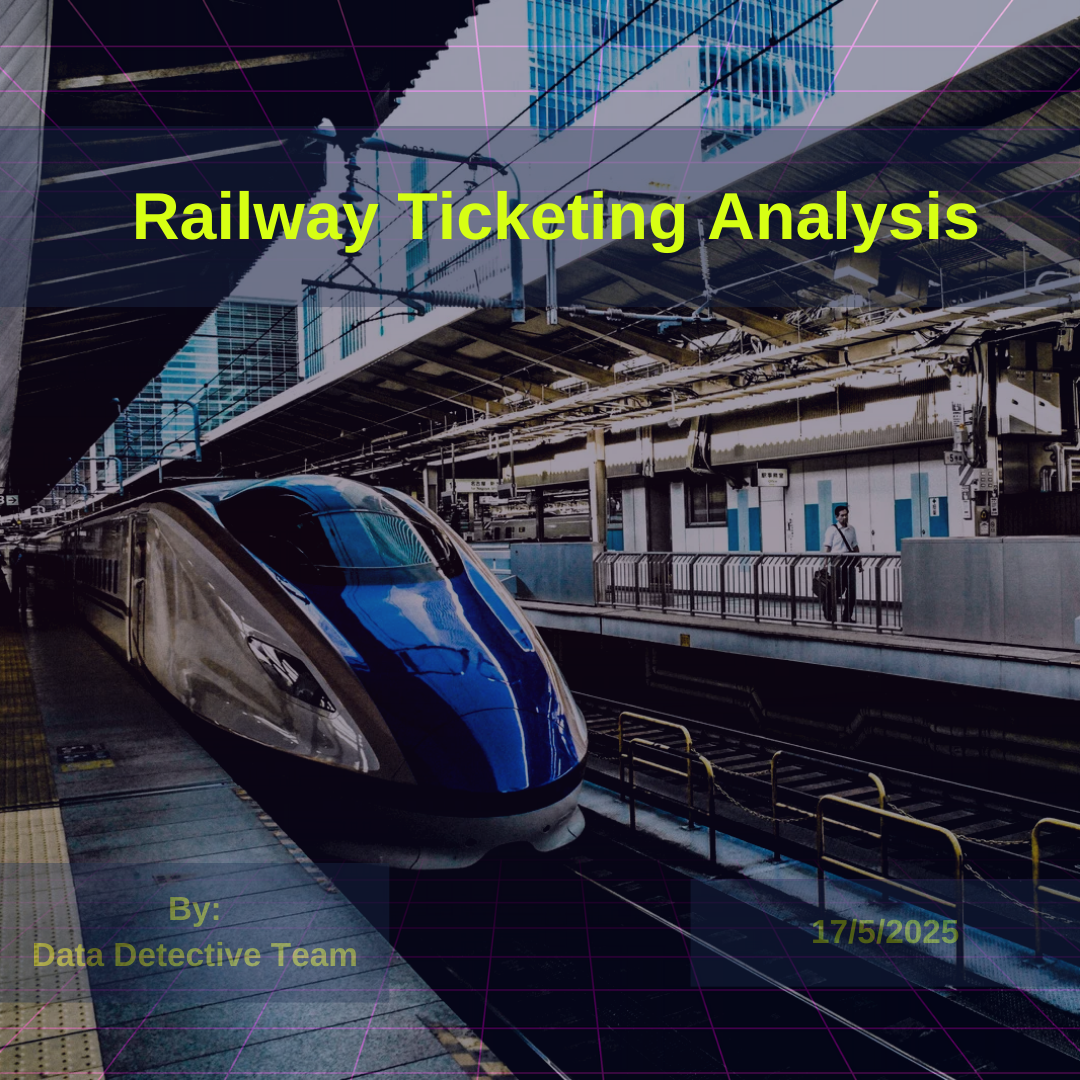 Railway Ticketing Analysis
By:
Data Detective Team
17/5/2025